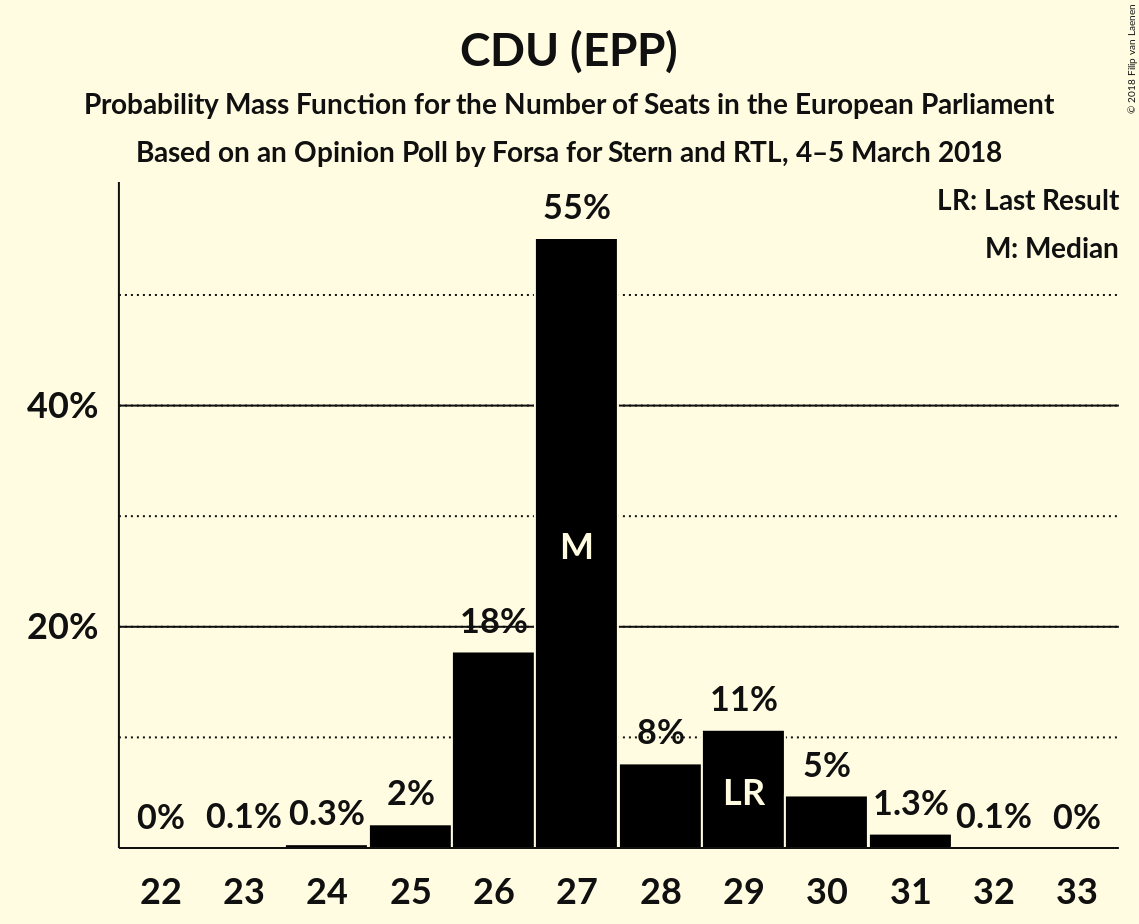 CDU (EPP)
Probability Mass Function for the Number of Seats in the European Parliament
Based on an Opinion Poll by Forsa for Stern and RTL, 4–5 March 2018
© 2018 Filip van Laenen
LR: Last Result
M: Median
55%
40%
M
20%
18%
11%
8%
5%
LR
2%
1.3%
0%
0.1%
0.3%
0.1%
0%
22 23 24 25 26 27 28 29 30 31 32 33